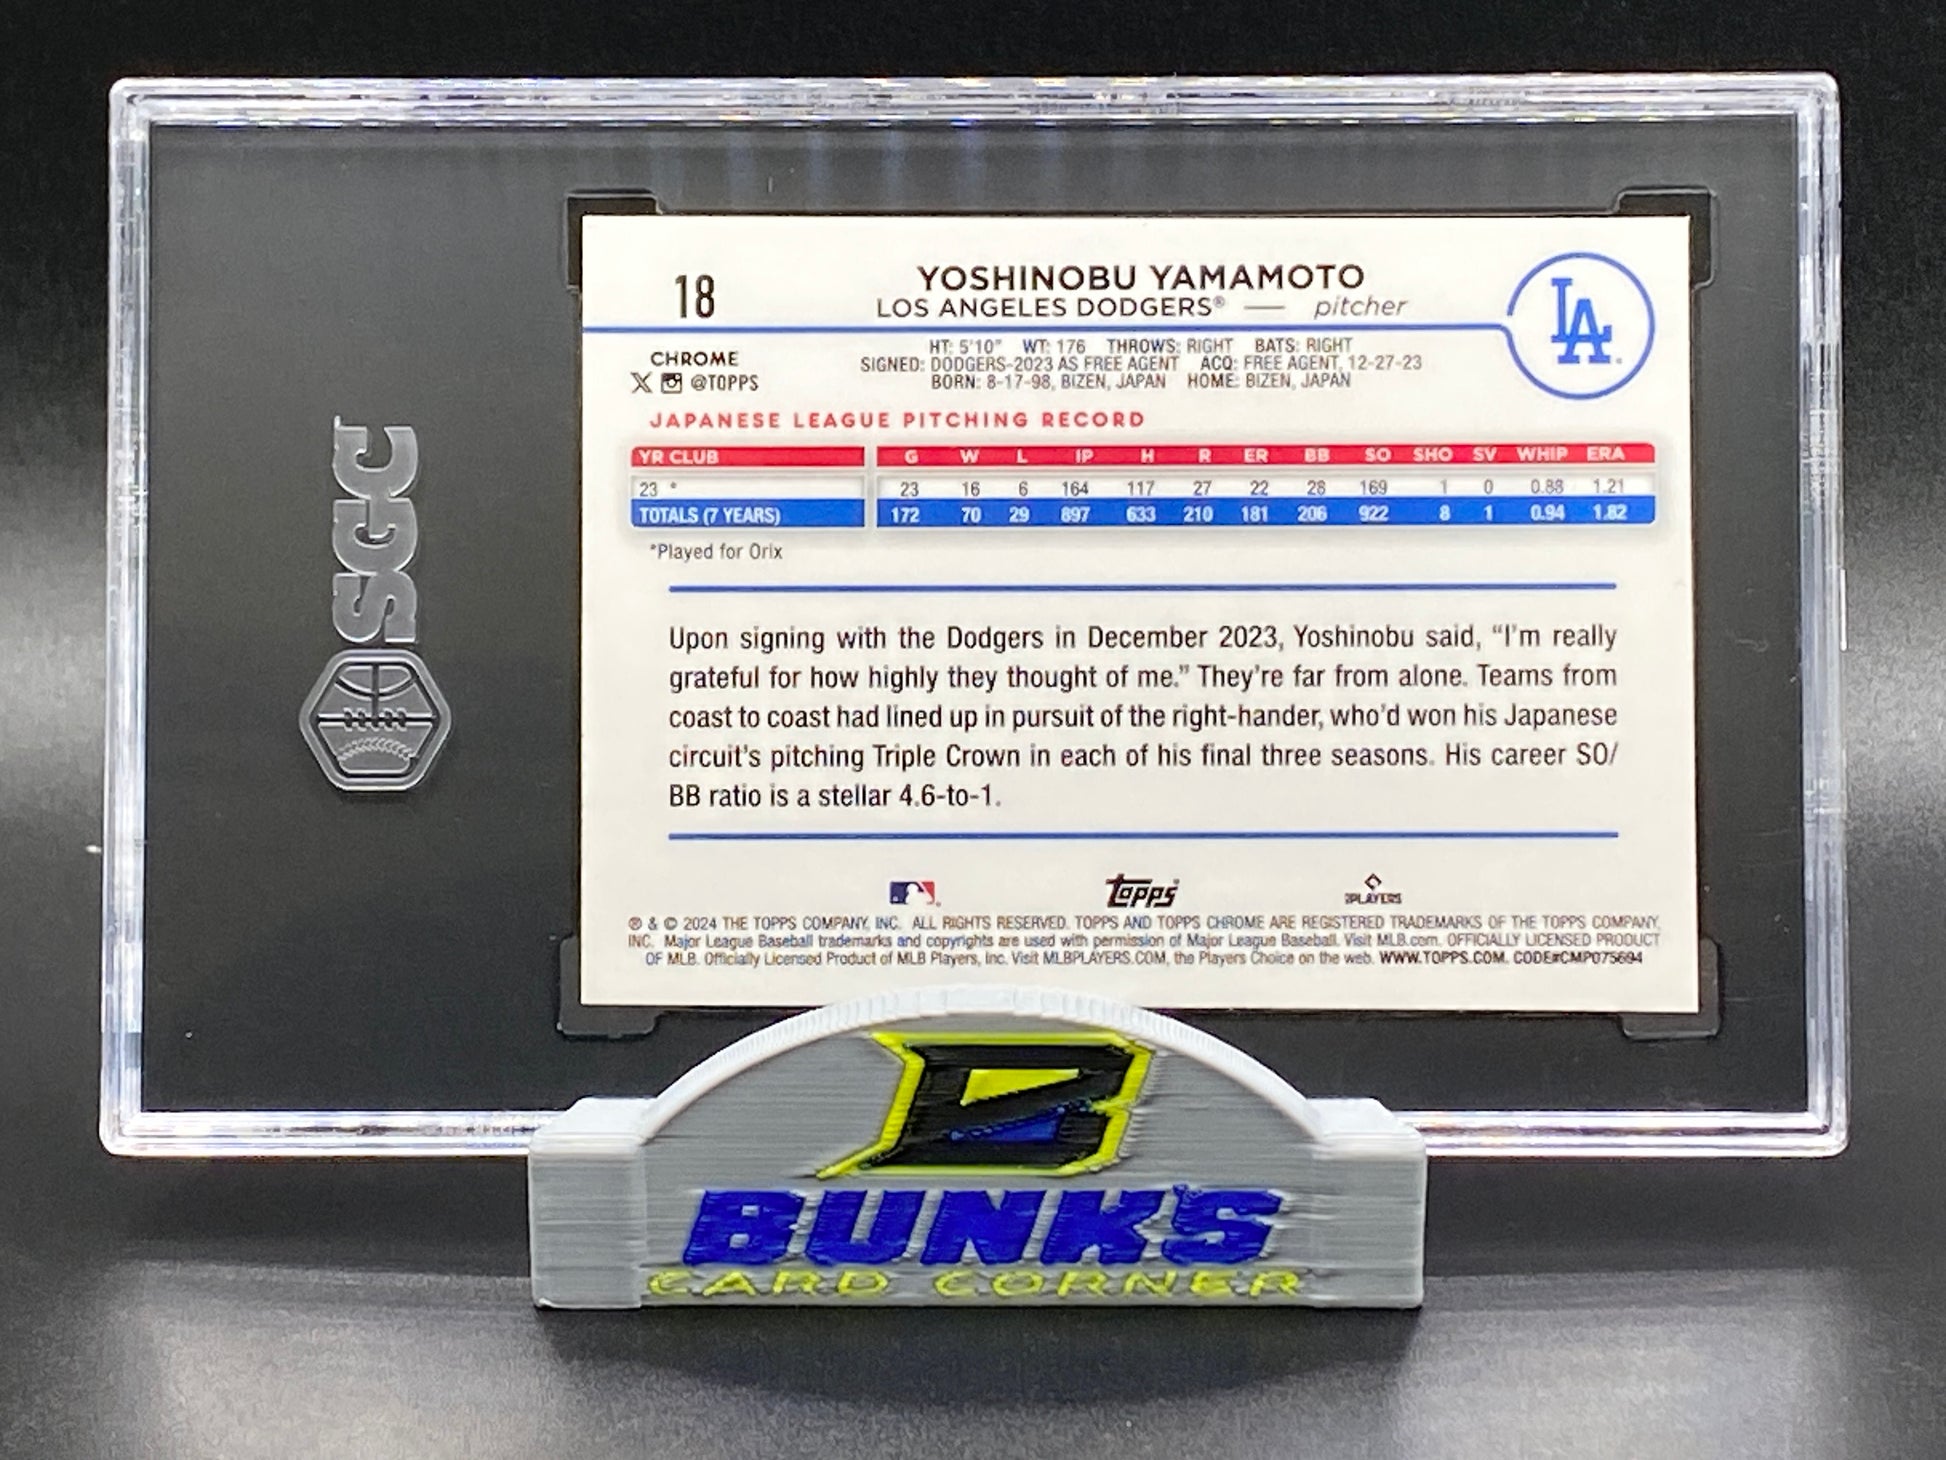 SGC
18
YOSHINOBU YAMAMOTO
LOS ANGELES DODGERS® — pitcher
LA
CHROME
X @TOPPS
HT: 5'10" WT: 176 THROWS: RIGHT BATS: RIGHT
SIGNED: DODGERS-2023 AS FREE AGENT ACQ: FREE AGENT, 12-27-23
BORN: 8-17-98, BIZEN, JAPAN HOME: BIZEN, JAPAN
JAPANESE LEAGUE PITCHING RECORD
YR CLUB G W L IP H R ER BB SO SHO SV WHIP ERA
23 * 23 16 6 164 117 27 22 28 169 1 0 0.88 1.21
TOTALS (7 YEARS) 172 70 29 897 633 210 181 206 922 8 1 0.94 1.82
*Played for Orix
Upon signing with the Dodgers in December 2023, Yoshinobu said, “I’m really
grateful for how highly they thought of me.” They’re far from alone. Teams from
coast to coast had lined up in pursuit of the right-hander, who’d won his Japanese
circuit’s pitching Triple Crown in each of his final three seasons. His career SO/
BB ratio is a stellar 4.6-to-1.
Topps
PLAYERS
® & © 2024 THE TOPPS COMPANY, INC. ALL RIGHTS RESERVED. TOPPS AND TOPPS CHROME ARE REGISTERED TRADEMARKS OF THE TOPPS COMPANY,
INC. Major League Baseball trademarks and copyrights are used with permission of Major League Baseball. Visit MLB.com. OFFICIALLY LICENSED PRODUCT
OF MLB. Officially Licensed Product of MLB Players, Inc. Visit MLBPLAYERS.COM, the Players Choice on the web. WWW.TOPPS.COM. CODE#CMP075694
B
BUNK'S
CARD CORNER